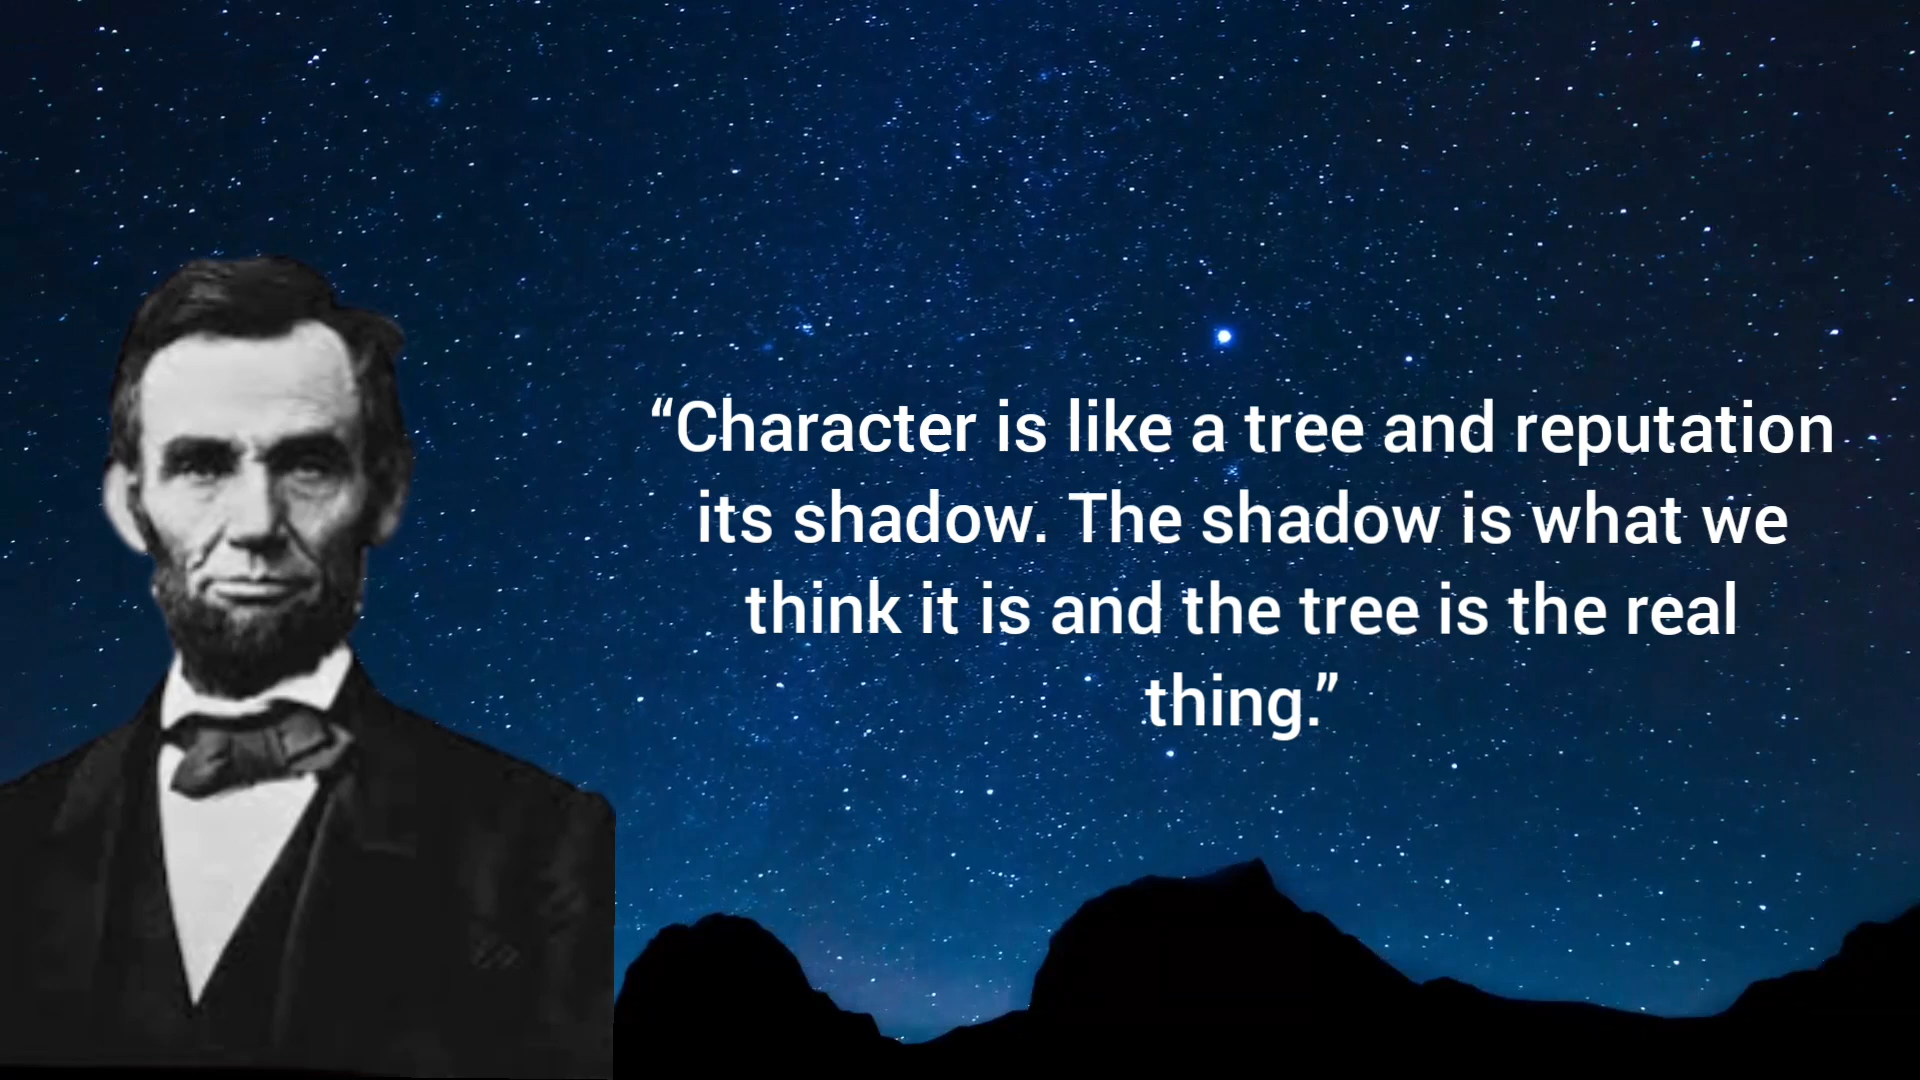 “Character is like a tree and reputation
its shadow. The shadow is what we
think it is and the tree is the real
thing.”